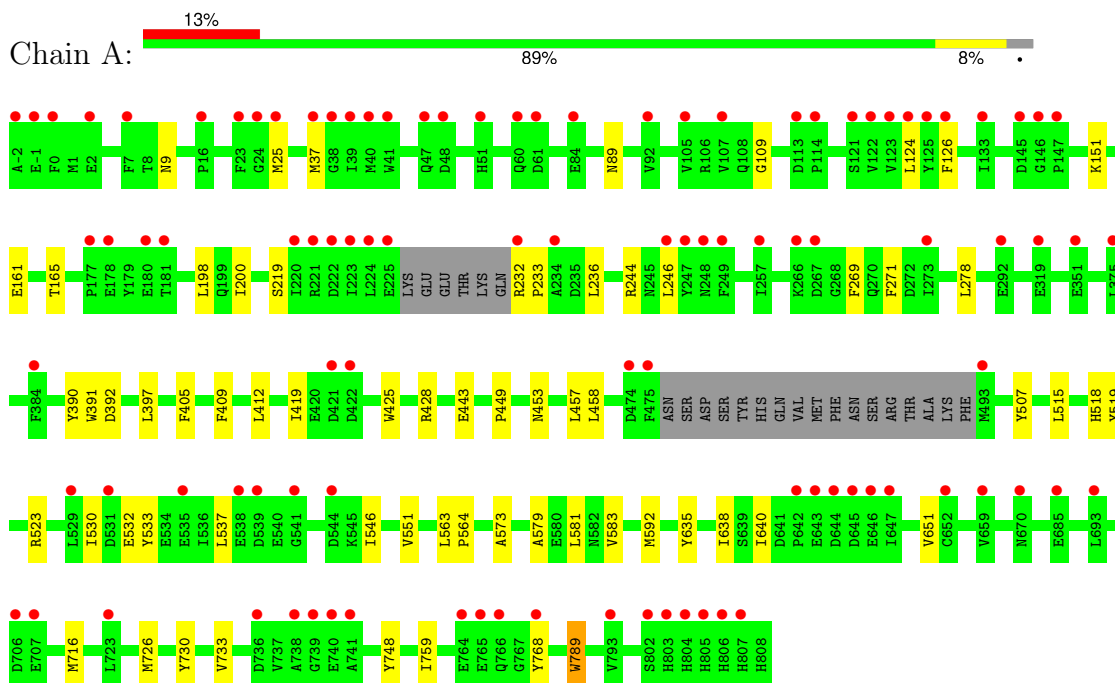 13%
Chain A:
89% 8% •
A-2 E-1 F0 M1 E2 F7 T8 N9 P16 F23 G24 M25 M37 G38 I39 M40 W41 Q47 D48 H51 Q60 D61 E84 N89 V92 V105 R106 V107 Q108 G109 D113 P114 S121 V122 V123 L124 Y125 F126 I133 D145 G146 P147 K151
E161 T165 P177 E178 Y179 E180 T181 L198 Q199 I200 S219 I220 R221 D222 I223 L224 E225 LYS GLU GLU THR LYS GLN R232 P233 A234 D235 L236 R244 N245 L246 Y247 N248 F249 I257 K266 D267 G268 F269 Q270 F271 D272 I273 L278 E292 E319 E351 L375
F384 Y390 W391 D392 L397 F405 F409 L412 I419 E420 D421 D422 W425 R428 E443 P449 N453 L457 L458 D474 F475 ASN SER ASP SER TYR HIS GLN VAL MET PHE ASN SER ARG THR ALA LYS PHE M493 Y507 L515 H518
R523 L529 I530 D531 E532 Y533 E534 E535 I536 L537 E538 D539 E540 G541 D544 K545 I546 V551 L563 P564 A573 A579 E580 L581 N582 V583 M592 Y635 I638 S639 I640 D641 P642 E643 D644 D645 E646 I647 V651 C652 V659 N670 E685 L693
D706 E707 M716 L723 M726 Y730 V733 D736 V737 A738 G739 E740 A741 Y748 I759 E764 E765 Q766 G767 Y768 W789 V793 S802 H803 H804 H805 H806 H807 H808